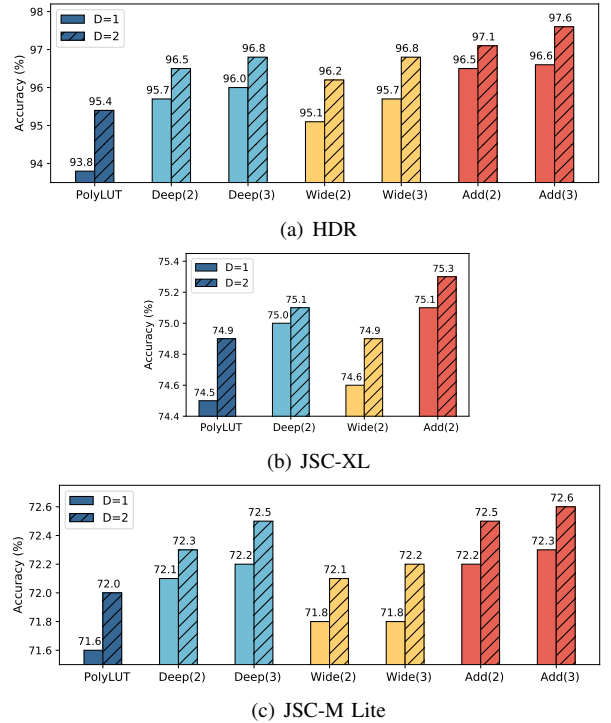 98
97
96
95
94
Accuracy (%)
D=1
D=2
93.8 95.4 95.7 96.5 96.0 96.8 95.1 96.2 95.7 96.8 96.5 97.1 96.6 97.6
PolyLUT Deep(2) Deep(3) Wide(2) Wide(3) Add(2) Add(3)
(a) HDR
75.4
75.2
75.0
74.8
74.6
74.4
Accuracy (%)
D=1
D=2
74.5 74.9 75.0 75.1 74.6 74.9 75.1 75.3
PolyLUT Deep(2) Wide(2) Add(2)
(b) JSC-XL
72.6
72.4
72.2
72.0
71.8
71.6
Accuracy (%)
D=1
D=2
71.6 72.0 72.1 72.3 72.2 72.5 71.8 72.1 71.8 72.2 72.2 72.5 72.3 72.6
PolyLUT Deep(2) Deep(3) Wide(2) Wide(3) Add(2) Add(3)
(c) JSC-M Lite